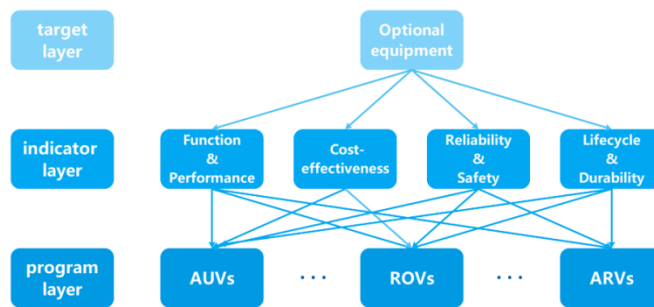 target
layer
Optional
equipment
indicator
layer
Function
&
Performance
Cost-
effectiveness
Reliability
&
Safety
Lifecycle
&
Durability
program
layer
AUVs
...
ROVs
...
ARVs